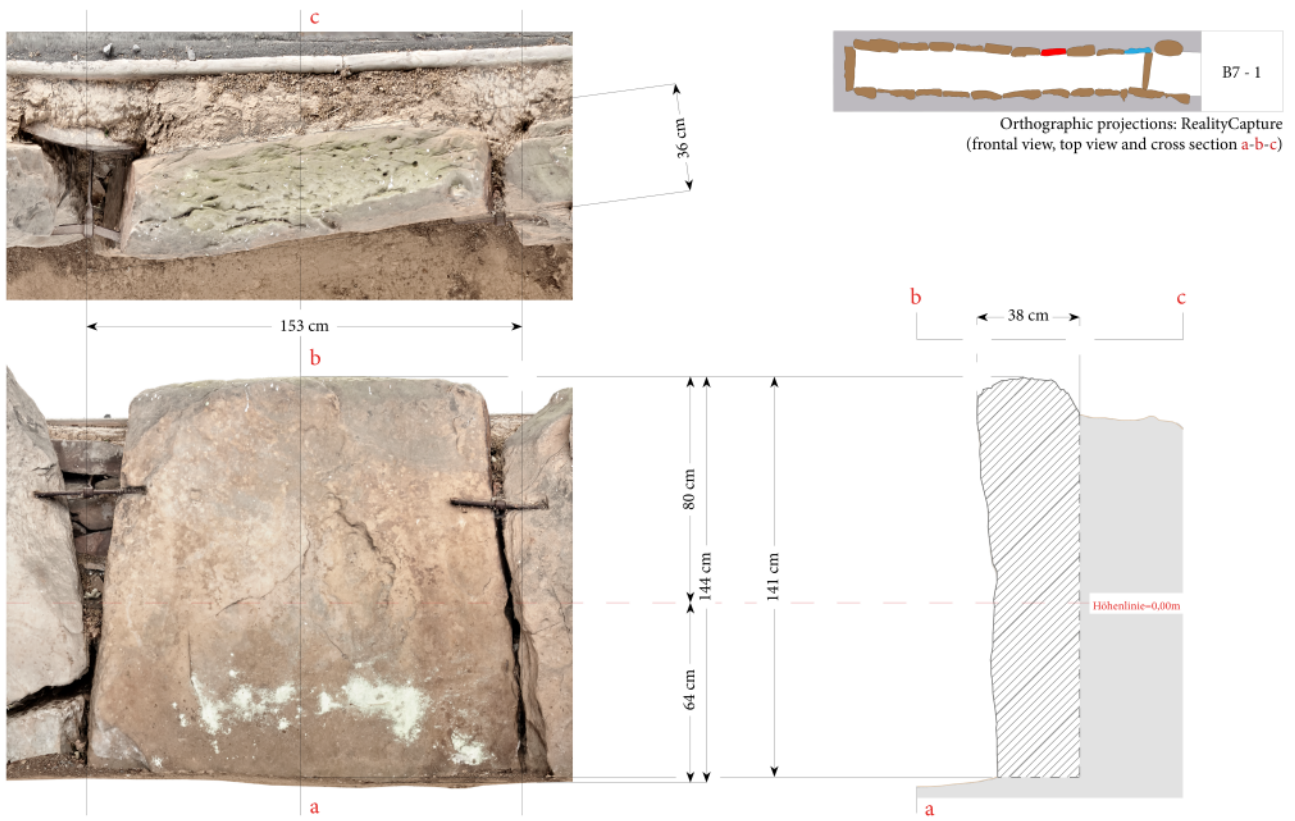 c
36 cm
B7 - 1
Orthographic projections: RealityCapture
(frontal view, top view and cross section a-b-c)
153 cm
b
b
c
38 cm
80 cm
144 cm
141 cm
Höhenlinie=0,00m
64 cm
a
a